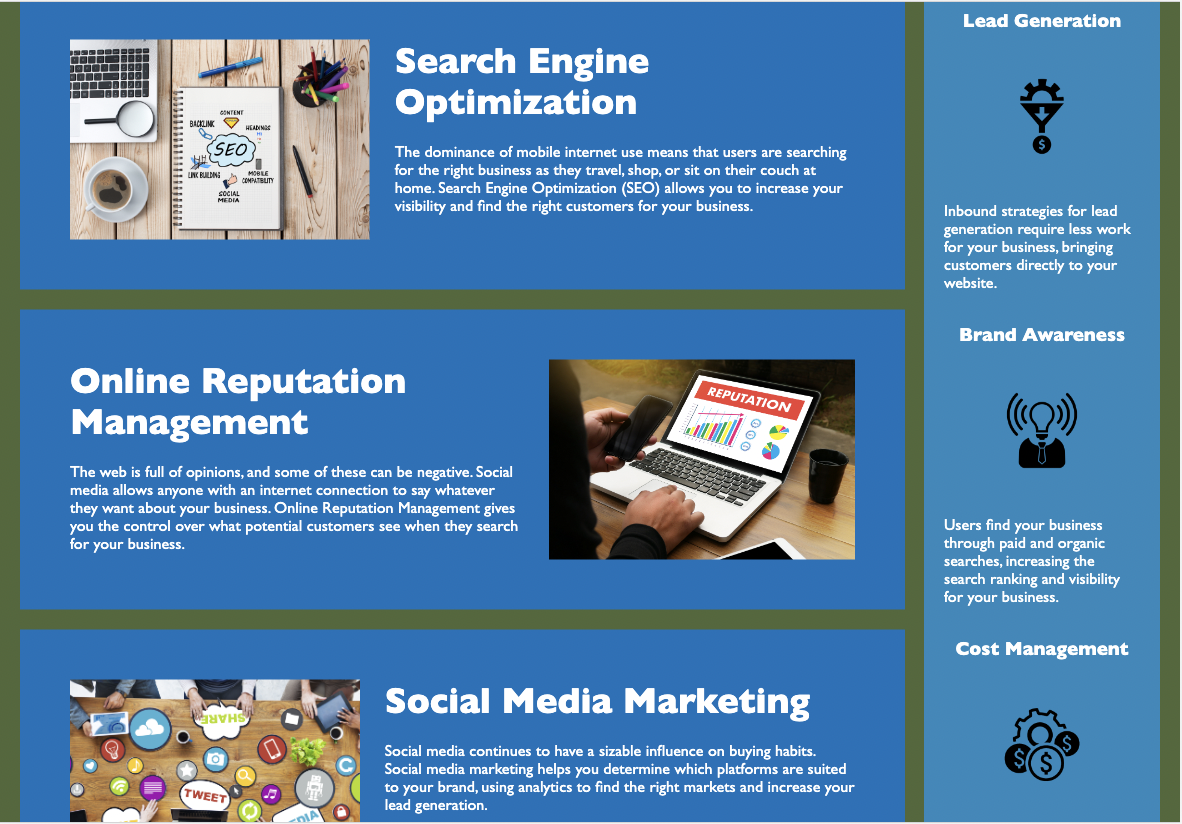 Search Engine
Optimization
The dominance of mobile internet use means that users are searching
for the right business as they travel, shop, or sit on their couch at
home. Search Engine Optimization (SEO) allows you to increase your
visibility and find the right customers for your business.
CONTENT
BACKLINK
HEADINGS
SEO
LINK BUILDING
MOBILE
COMPATIBILITY
SOCIAL
MEDIA
Online Reputation
Management
The web is full of opinions, and some of these can be negative. Social
media allows anyone with an internet connection to say whatever
they want about your business. Online Reputation Management gives
you the control over what potential customers see when they search
for your business.
REPUTATION
Social Media Marketing
Social media continues to have a sizable influence on buying habits.
Social media marketing helps you determine which platforms are suited
to your brand, using analytics to find the right markets and increase your
lead generation.
SHARE
TWEET
Lead Generation
$
Inbound strategies for lead
generation require less work
for your business, bringing
customers directly to your
website.
Brand Awareness
Users find your business
through paid and organic
searches, increasing the
search ranking and visibility
for your business.
Cost Management
$ $ $